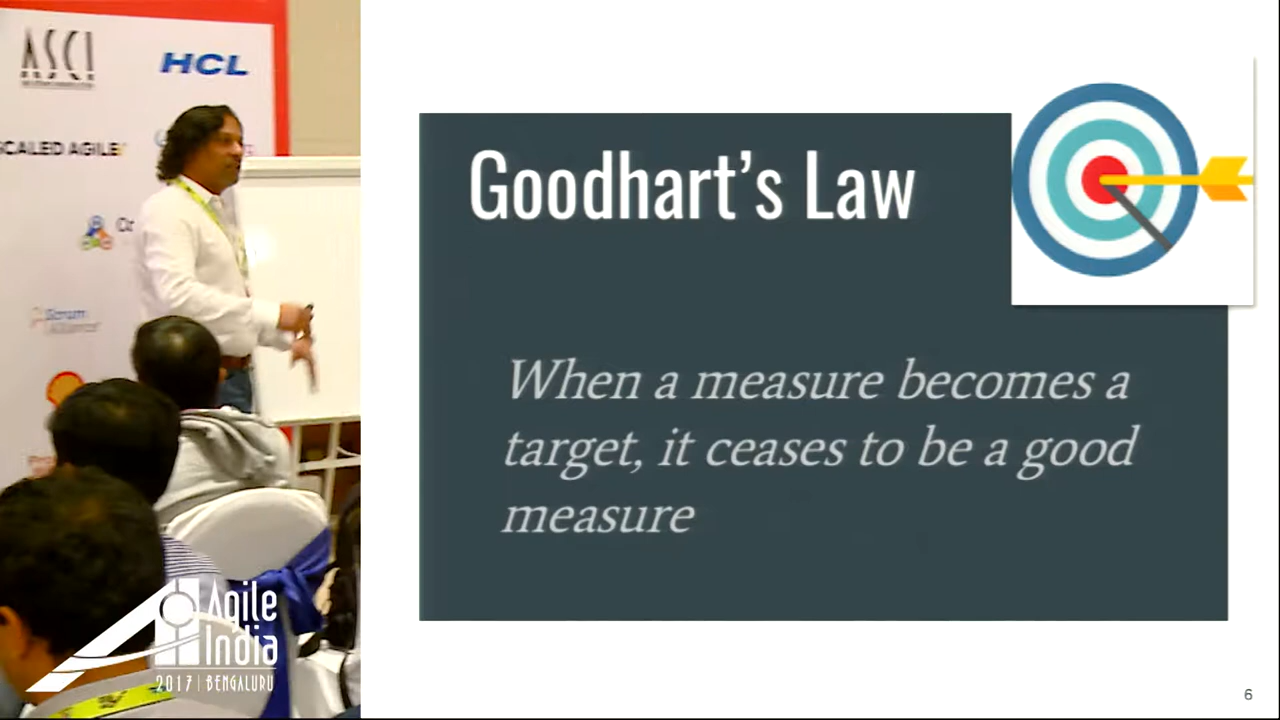 ASCI
HCL
SCALED AGILE
Scrum
Agile
India
2017 | BENGALURU
Goodhart's Law
When a measure becomes a
target, it ceases to be a good
measure
6